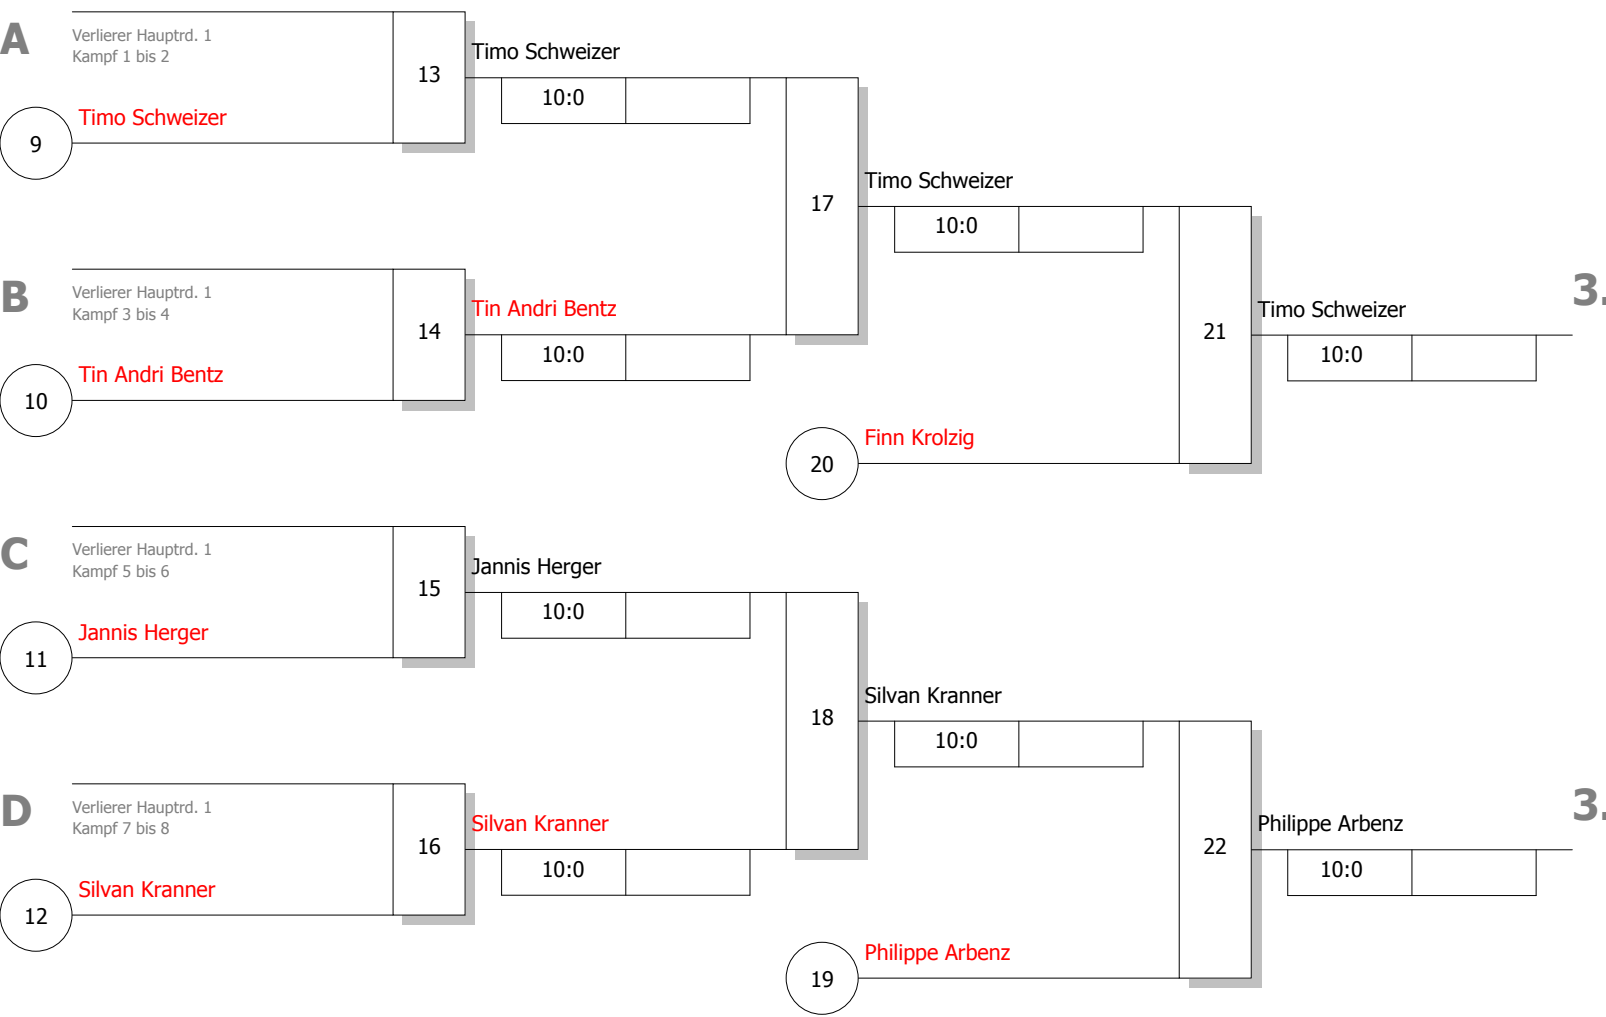 A
Verlierer Hauptrd. 1
Kampf 1 bis 2
13
Timo Schweizer
10:0
Timo Schweizer
9
17
Timo Schweizer
10:0
B
Verlierer Hauptrd. 1
Kampf 3 bis 4
14
Tin Andri Bentz
10:0
Tin Andri Bentz
10
21
Timo Schweizer
10:0
3.
Finn Krolzig
20
C
Verlierer Hauptrd. 1
Kampf 5 bis 6
15
Jannis Herger
10:0
Jannis Herger
11
18
Silvan Kranner
10:0
D
Verlierer Hauptrd. 1
Kampf 7 bis 8
16
Silvan Kranner
10:0
Silvan Kranner
12
22
Philippe Arbenz
10:0
3.
Philippe Arbenz
19